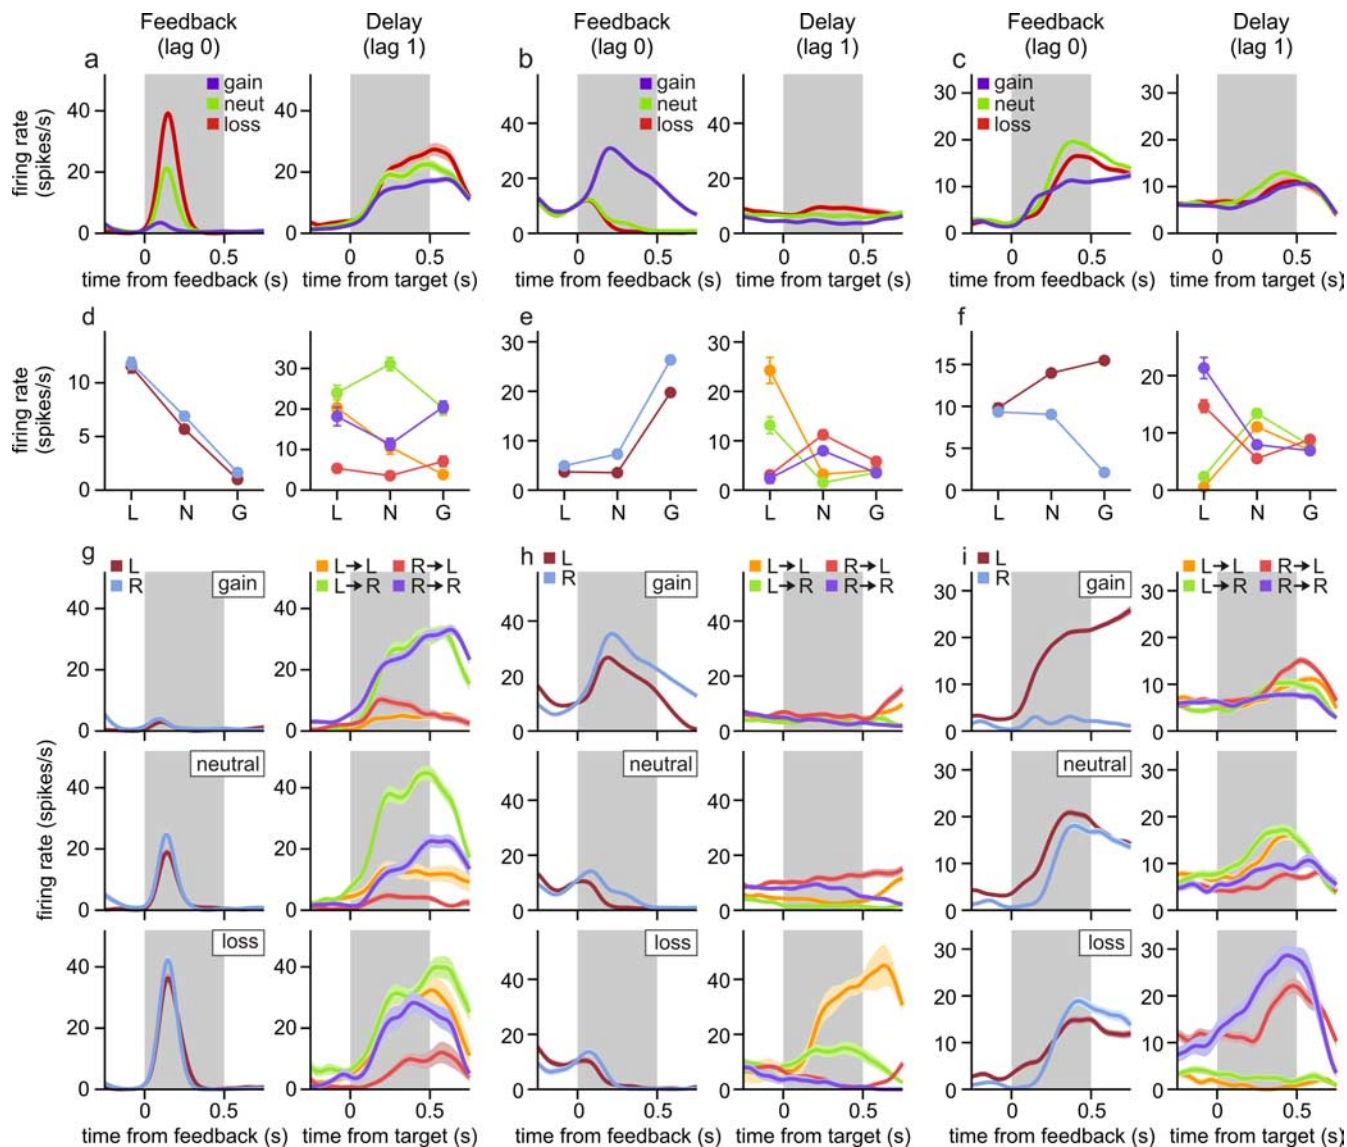 Feedback
(lag 0)
Delay
(lag 1)
Feedback
(lag 0)
Delay
(lag 1)
Feedback
(lag 0)
Delay
(lag 1)
a
b
c
gain
neut
loss
gain
neut
loss
gain
neut
loss
firing rate
(spikes/s)
40
20
0
40
20
0
40
20
0
40
20
0
30
20
10
0
30
20
10
0
0 0.5
0 0.5
0 0.5
0 0.5
0 0.5
0 0.5
time from feedback (s)
time from target (s)
time from feedback (s)
time from target (s)
time from feedback (s)
time from target (s)
d
e
f
firing rate
(spikes/s)
10
5
0
30
20
10
0
30
20
10
0
30
20
10
0
15
10
5
0
20
10
0
L N G
L N G
L N G
L N G
L N G
L N G
g
h
i
L
R
L→L R→L
L→R R→R
L
R
L→L R→L
L→R R→R
L
R
L→L R→L
L→R R→R
gain
gain
gain
40
20
0
40
20
0
40
20
0
40
20
0
30
20
10
0
30
20
10
0
firing rate (spikes/s)
neutral
neutral
neutral
40
20
0
40
20
0
40
20
0
40
20
0
30
20
10
0
30
20
10
0
loss
loss
loss
40
20
0
40
20
0
40
20
0
40
20
0
30
20
10
0
30
20
10
0
0 0.5
0 0.5
0 0.5
0 0.5
0 0.5
0 0.5
time from feedback (s)
time from target (s)
time from feedback (s)
time from target (s)
time from feedback (s)
time from target (s)